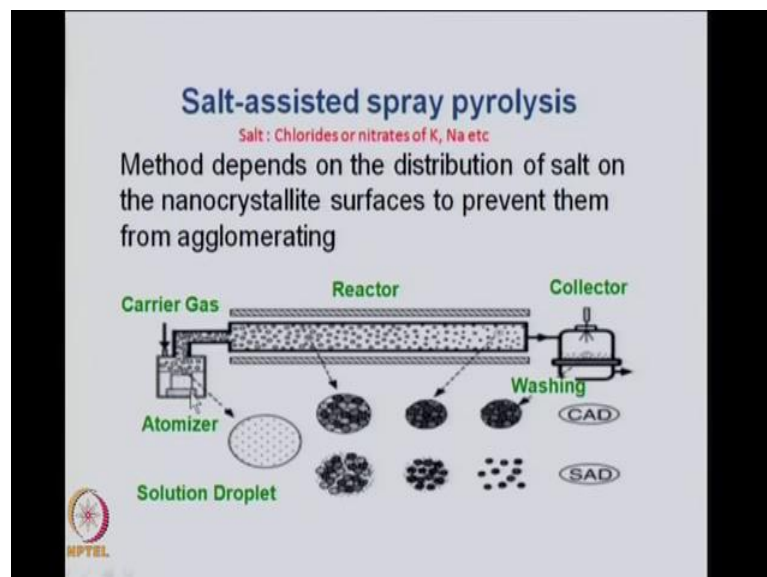 Salt-assisted spray pyrolysis
Salt : Chlorides or nitrates of K, Na etc
Method depends on the distribution of salt on
the nanocrystallite surfaces to prevent them
from agglomerating
Carrier Gas
Reactor
Collector
Atomizer
Washing
CAD
Solution Droplet
SAD
NPTEL